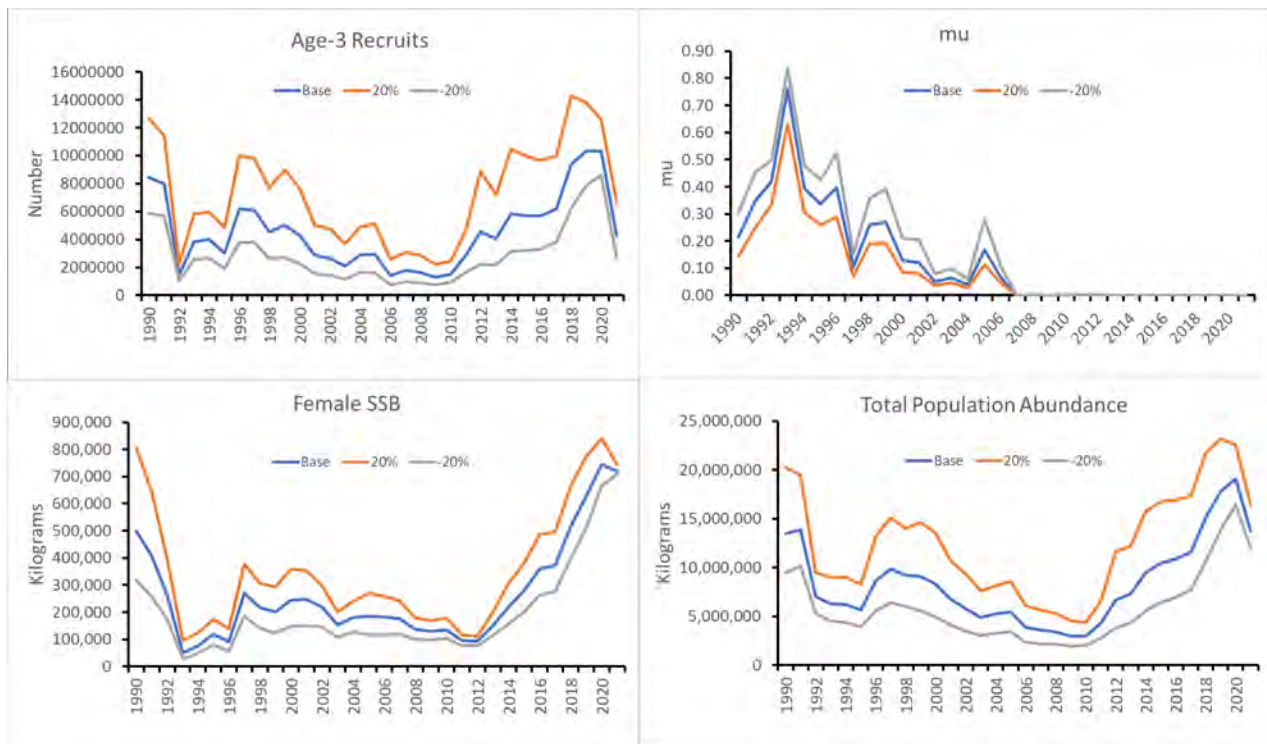 Age-3 Recruits
Number
16000000
14000000
12000000
10000000
8000000
6000000
4000000
2000000
0
Base 20% -20%
1990 1992 1994 1996 1998 2000 2002 2004 2006 2008 2010 2012 2014 2016 2018 2020
mu
mu
0.90
0.80
0.70
0.60
0.50
0.40
0.30
0.20
0.10
0.00
Base 20% -20%
1990 1992 1994 1996 1998 2000 2002 2004 2006 2008 2010 2012 2014 2016 2018 2020
Female SSB
Kilograms
900,000
800,000
700,000
600,000
500,000
400,000
300,000
200,000
100,000
0
Base 20% -20%
1990 1992 1994 1996 1998 2000 2002 2004 2006 2008 2010 2012 2014 2016 2018 2020
Total Population Abundance
Kilograms
25,000,000
20,000,000
15,000,000
10,000,000
5,000,000
0
Base 20% -20%
1990 1992 1994 1996 1998 2000 2002 2004 2006 2008 2010 2012 2014 2016 2018 2020